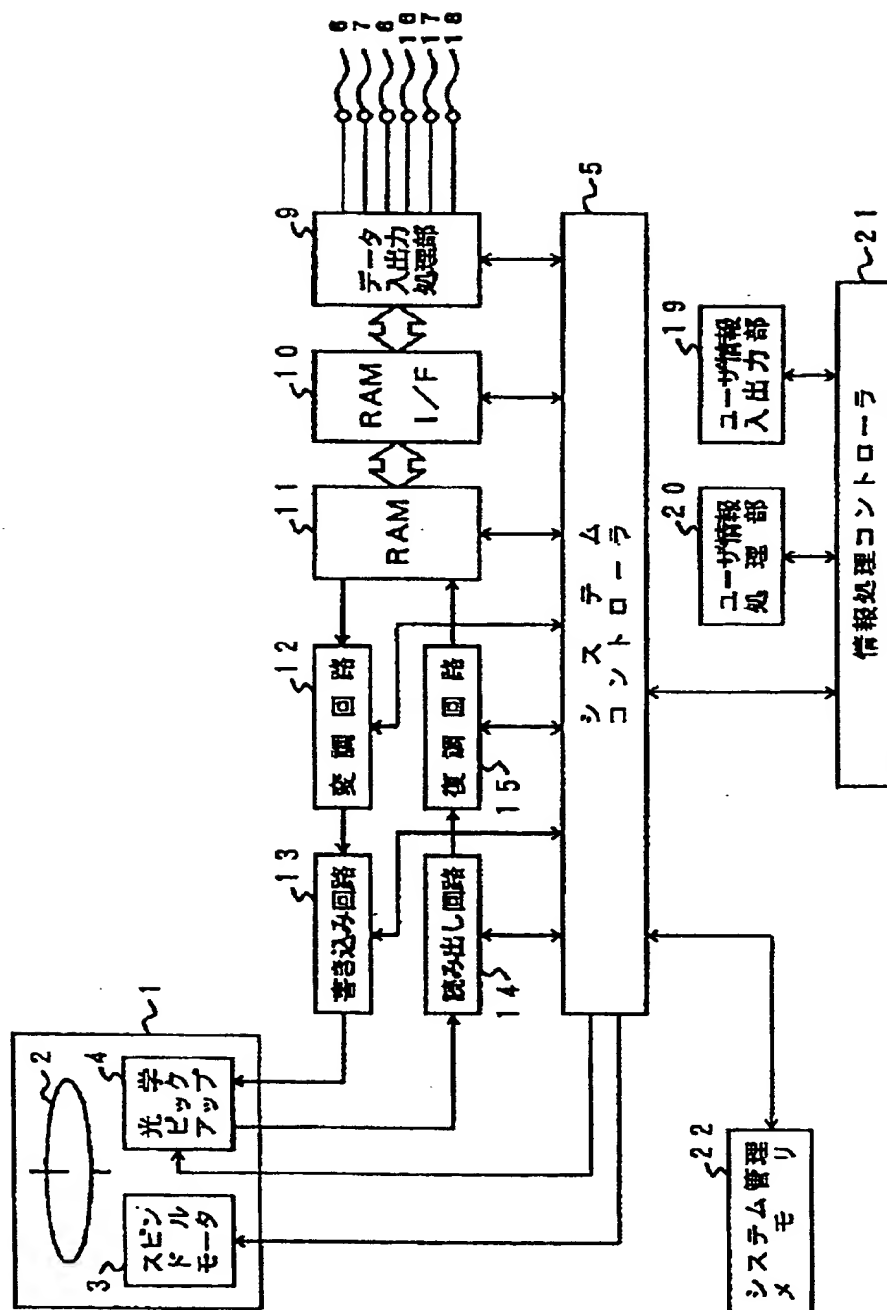 1
2
3
スピン
ドル
モータ
4
光学
ピック
アップ
13
書き込み回路
12
変調回路
11
RAM
10
RAM
I/F
9
データ
入出力
処理部
6
7
8
16
17
18
14
読み出し回路
15
復調回路
5
システム
コントローラ
22
システム管理
メモリ
20
ユーザ情報
処理部
19
ユーザ情報
入出力部
21
情報処理コントローラ